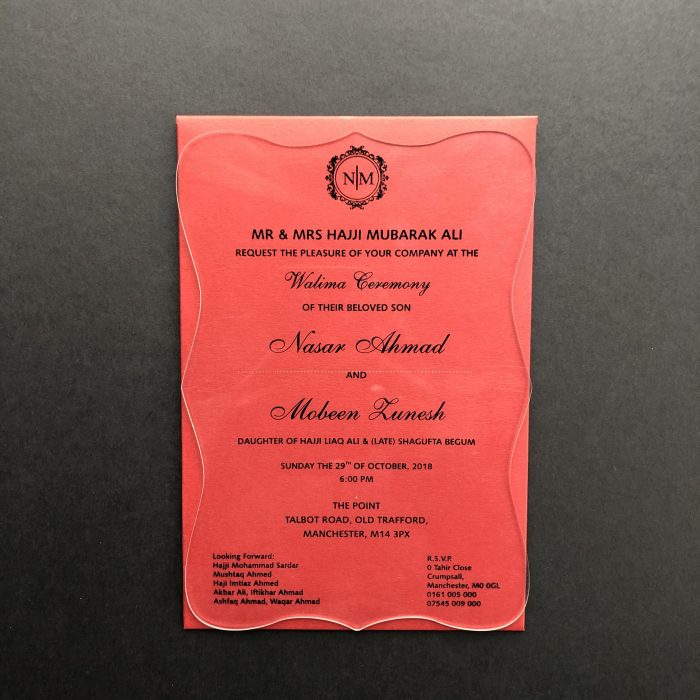 N|M
MR & MRS HAJJI MUBARAK ALI
REQUEST THE PLEASURE OF YOUR COMPANY AT THE
Walima Ceremony
OF THEIR BELOVED SON
Nasar Ahmad
AND
Mobeen Zunesh
DAUGHTER OF HAJJI LIAQ ALI & (LATE) SHAGUFTA BEGUM
SUNDAY THE 29TH OF OCTOBER, 2018
6:00 PM
THE POINT
TALBOT ROAD, OLD TRAFFORD,
MANCHESTER, M14 3PX
Looking Forward:
Hajji Mohammad Sardar
Mushtaq Ahmed
Haji Imtiaz Ahmed
Akbar Ali, Iftikhar Ahmad
Ashfaq Ahmad, Waqar Ahmad
R.S.V.P.
0 Tahir Close
Crumpsall,
Manchester, M0 0GL
0161 005 000
07545 009 000